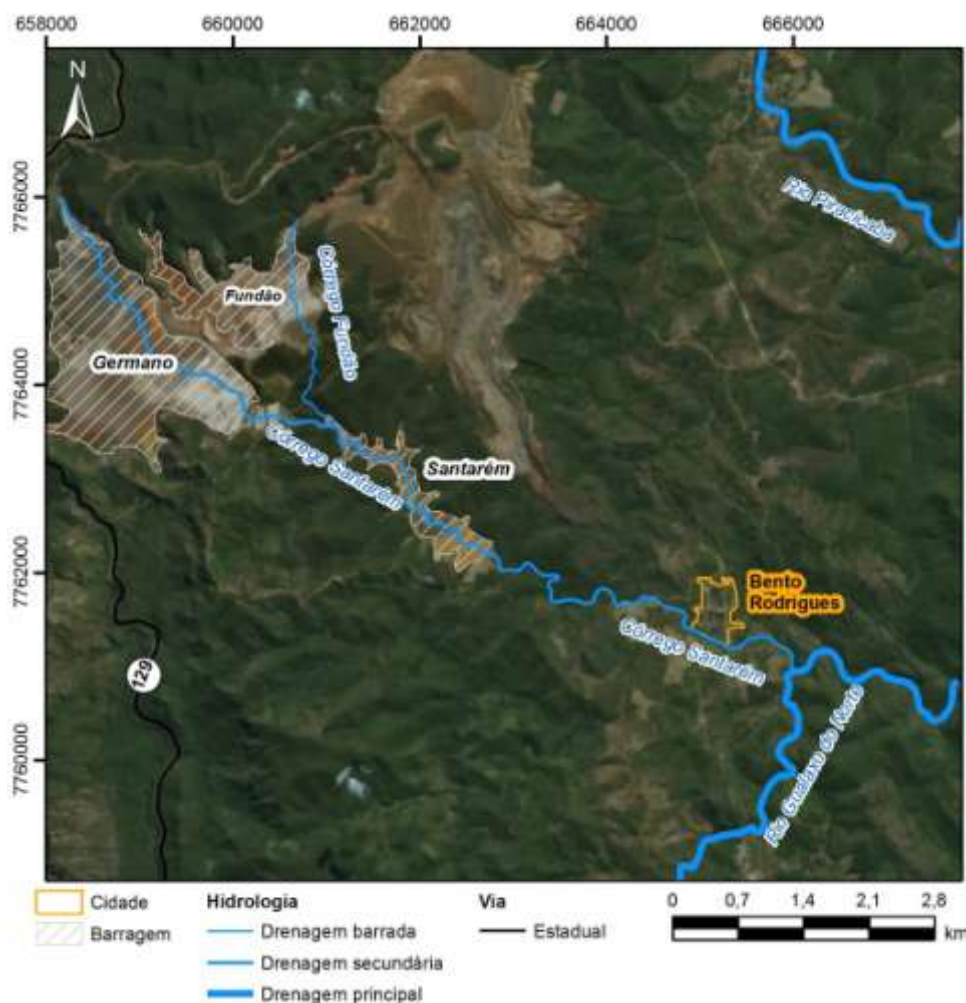 658000 660000 662000 664000 666000
N
7766000
7764000
7762000
7760000
Rio Piracicaba
Córrego Fundão
Fundão
Germano
Córrego Santarém
Santarém
Bento
Rodrigues
Córrego Santarém
129
Rio Gualaxo do Norte
Cidade
Barragem
Hidrologia
Drenagem barrada
Drenagem secundária
Drenagem principal
Via
Estadual
0 0,7 1,4 2,1 2,8
km